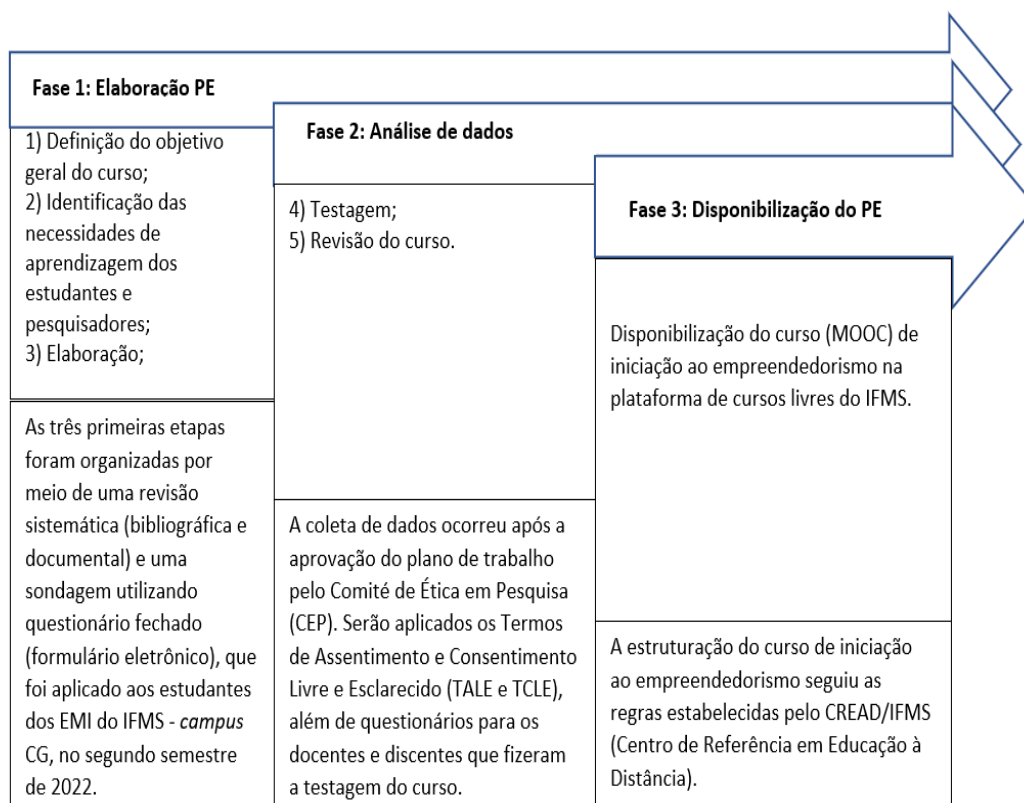 Fase 1: Elaboração PE
1) Definição do objetivo
geral do curso;
2) Identificação das
necessidades de
aprendizagem dos
estudantes e
pesquisadores;
3) Elaboração;
As três primeiras etapas
foram organizadas por
meio de uma revisão
sistemática (bibliográfica e
documental) e uma
sondagem utilizando
questionário fechado
(formulário eletrônico), que
foi aplicado aos estudantes
dos EMI do IFMS - campus
CG, no segundo semestre
de 2022.
Fase 2: Análise de dados
4) Testagem;
5) Revisão do curso.
A coleta de dados ocorreu após a
aprovação do plano de trabalho
pelo Comité de Ética em Pesquisa
(CEP). Serão aplicados os Termos
de Assentimento e Consentimento
Livre e Esclarecido (TALE e TCLE),
além de questionários para os
docentes e discentes que fizeram
a testagem do curso.
Fase 3: Disponibilização do PE
Disponibilização do curso (MOOC) de
iniciação ao empreendedorismo na
plataforma de cursos livres do IFMS.
A estruturação do curso de iniciação
ao empreendedorismo seguiu as
regras estabelecidas pelo CREAD/IFMS
(Centro de Referência em Educação à
Distância).